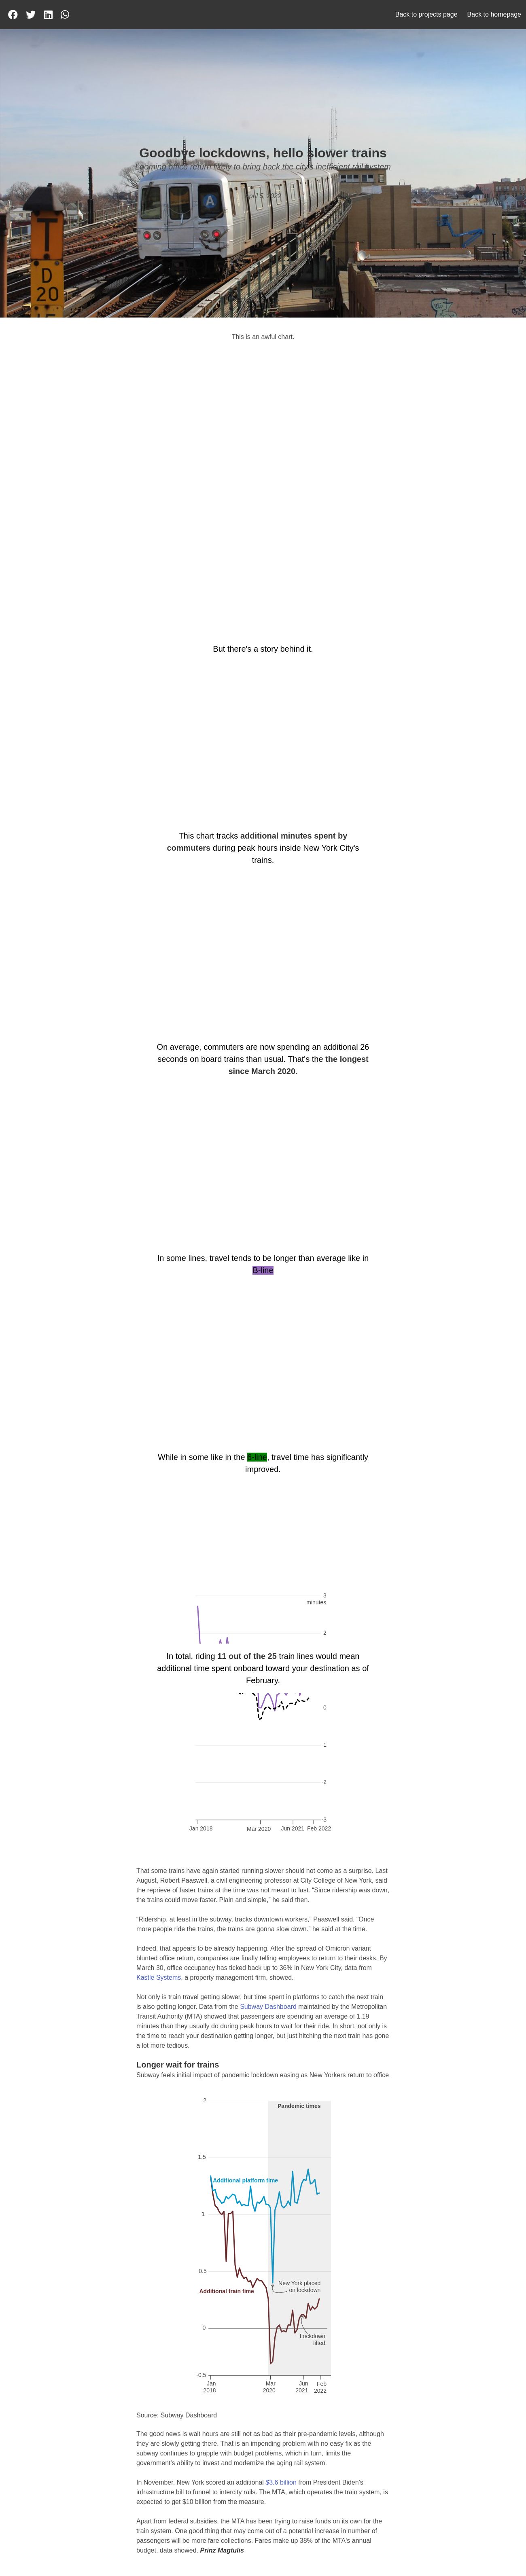 Back to projects page Back to homepage
Goodbye lockdowns, hello slower trains
Looming office return likely to bring back the city's inefficient rail system
April 5, 2022
A
T
D
20
This is an awful chart.
But there's a story behind it.
This chart tracks additional minutes spent by
commuters during peak hours inside New York City's
trains.
On average, commuters are now spending an additional 26
seconds on board trains than usual. That's the the longest
since March 2020.
In some lines, travel tends to be longer than average like in
B-line
While in some like in the -line, travel time has significantly
improved.
3
minutes
2
In total, riding 11 out of the 25 train lines would mean
additional time spent onboard toward your destination as of
February.
0
-1
-2
-3
Jan 2018 Mar 2020 Jun 2021 Feb 2022
That some trains have again started running slower should not come as a surprise. Last
August, Robert Paaswell, a civil engineering professor at City College of New York, said
the reprieve of faster trains at the time was not meant to last. “Since ridership was down,
the trains could move faster. Plain and simple,” he said then.
“Ridership, at least in the subway, tracks downtown workers,” Paaswell said. “Once
more people ride the trains, the trains are gonna slow down.” he said at the time.
Indeed, that appears to be already happening. After the spread of Omicron variant
blunted office return, companies are finally telling employees to return to their desks. By
March 30, office occupancy has ticked back up to 36% in New York City, data from
Kastle Systems, a property management firm, showed.
Not only is train travel getting slower, but time spent in platforms to catch the next train
is also getting longer. Data from the Subway Dashboard maintained by the Metropolitan
Transit Authority (MTA) showed that passengers are spending an average of 1.19
minutes than they usually do during peak hours to wait for their ride. In short, not only is
the time to reach your destination getting longer, but just hitching the next train has gone
a lot more tedious.
Longer wait for trains
Subway feels initial impact of pandemic lockdown easing as New Yorkers return to office
2
Pandemic times
1.5
Additional platform time
1
0.5
New York placed
on lockdown
Additional train time
0
Lockdown
lifted
-0.5
Jan
2018
Mar
2020
Jun
2021
Feb
2022
Source: Subway Dashboard
The good news is wait hours are still not as bad as their pre-pandemic levels, although
they are slowly getting there. That is an impending problem with no easy fix as the
subway continues to grapple with budget problems, which in turn, limits the
government's ability to invest and modernize the aging rail system.
In November, New York scored an additional $3.6 billion from President Biden's
infrastructure bill to funnel to intercity rails. The MTA, which operates the train system, is
expected to get $10 billion from the measure.
Apart from federal subsidies, the MTA has been trying to raise funds on its own for the
train system. One good thing that may come out of a potential increase in number of
passengers will be more fare collections. Fares make up 38% of the MTA's annual
budget, data showed. Prinz Magtulis